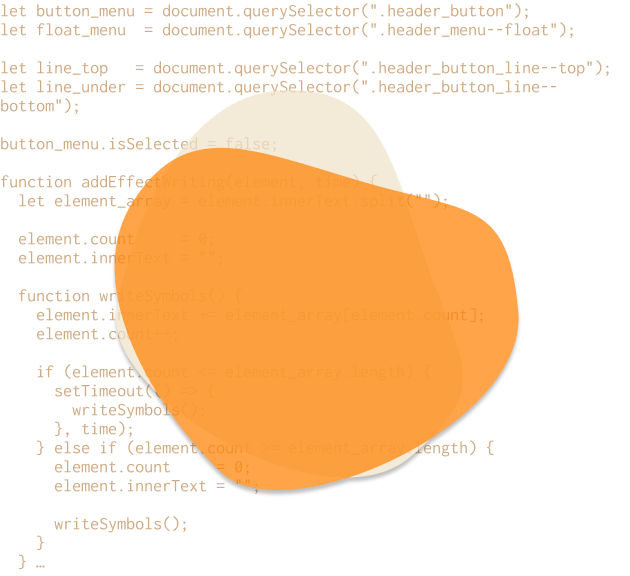 let button_menu = document.querySelector(".header_button");
let float_menu  = document.querySelector(".header_menu--float");
let line_top   = document.querySelector(".header_button_line--top");
let line_under = document.querySelector(".header_button_line--
bottom");
button_menu.isSelected = false;
function addEffectWriting(element, time) {
  let element_array = element.innerText.split("");
  element.count     = 0;
  element.innerText = "";
  function writeSymbols() {
    element.innerText += element_array[element.count];
    element.count++;
    if (element.count <= element_array.length) {
      setTimeout(() => {
        writeSymbols();
      }, time);
    } else if (element.count >= element_array.length) {
      element.count     = 0;
      element.innerText = "";
      writeSymbols();
    }
  } …